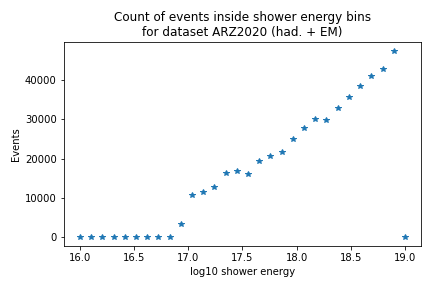 Count of events inside shower energy bins
for dataset ARZ2020 (had. + EM)
40000
30000
20000
10000
0
Events
16.0 16.5 17.0 17.5 18.0 18.5 19.0
log10 shower energy